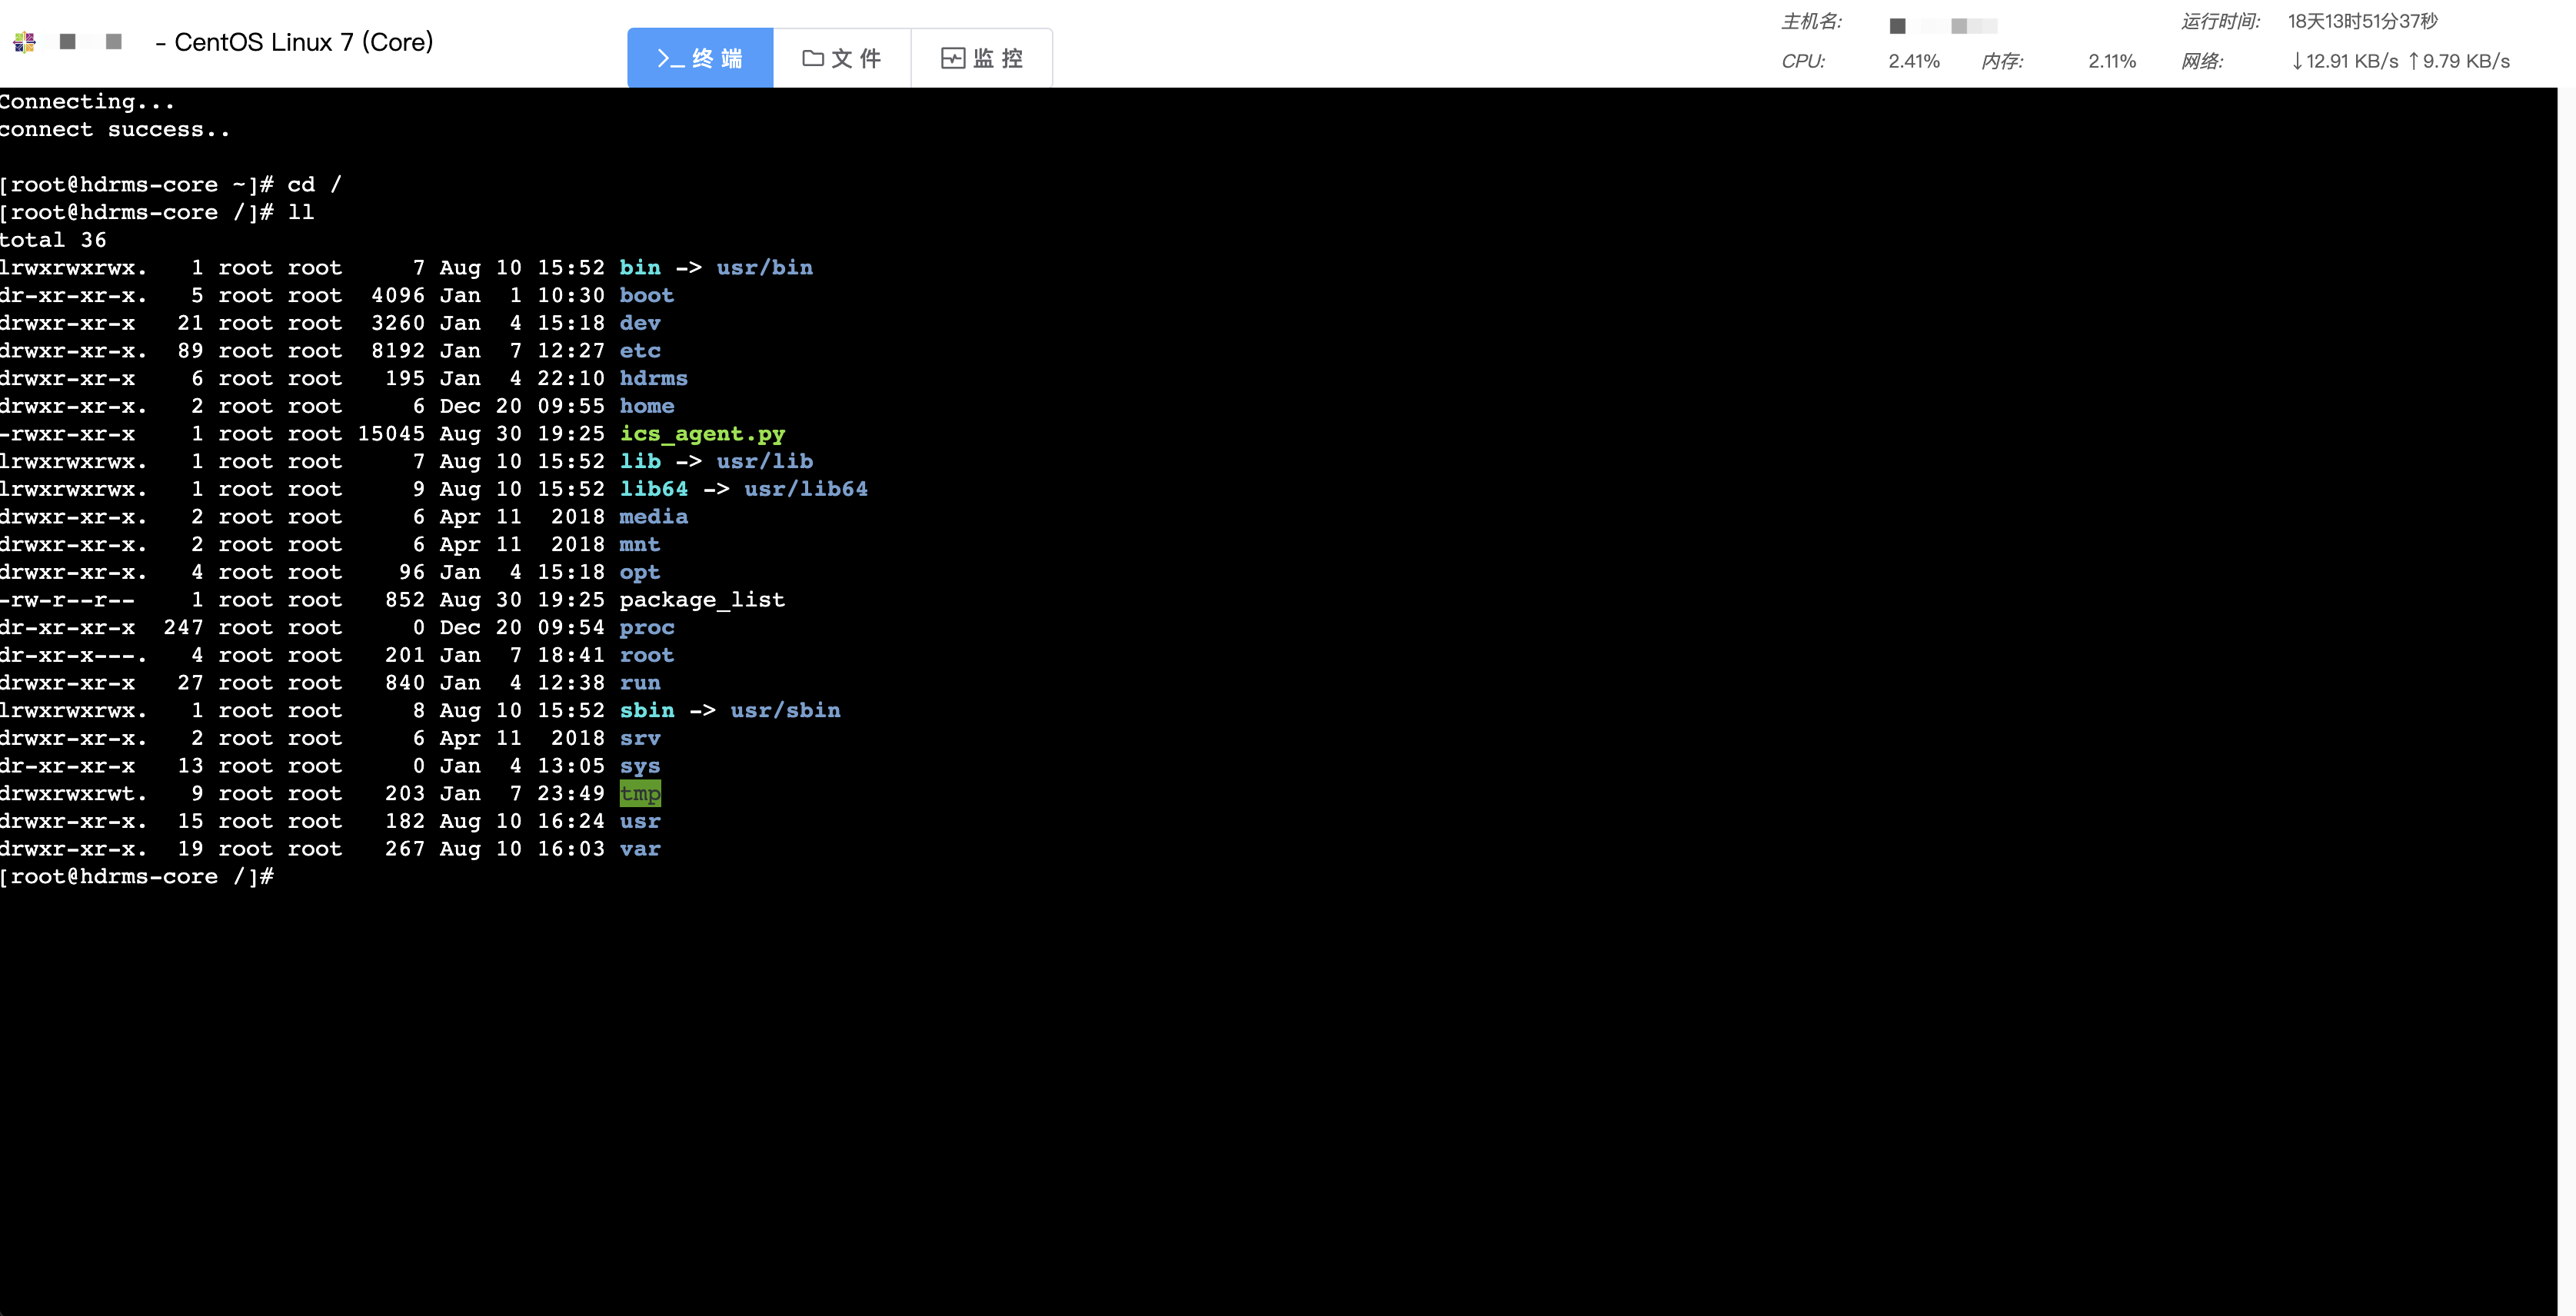 - CentOS Linux 7 (Core)
>_ 终 端
文 件
监 控
主机名:
运行时间: 18天13时51分37秒
CPU: 2.41% 内存: 2.11% 网络: ↓12.91 KB/s ↑9.79 KB/s
Connecting...
connect success..
[root@hdrms-core ~]# cd /
[root@hdrms-core /]# ll
total 36
lrwxrwxrwx.   1 root root     7 Aug 10 15:52 bin -> usr/bin
dr-xr-xr-x.   5 root root  4096 Jan  1 10:30 boot
drwxr-xr-x   21 root root  3260 Jan  4 15:18 dev
drwxr-xr-x.  89 root root  8192 Jan  7 12:27 etc
drwxr-xr-x    6 root root   195 Jan  4 22:10 hdrms
drwxr-xr-x.   2 root root     6 Dec 20 09:55 home
-rwxr-xr-x    1 root root 15045 Aug 30 19:25 ics_agent.py
lrwxrwxrwx.   1 root root     7 Aug 10 15:52 lib -> usr/lib
lrwxrwxrwx.   1 root root     9 Aug 10 15:52 lib64 -> usr/lib64
drwxr-xr-x.   2 root root     6 Apr 11  2018 media
drwxr-xr-x.   2 root root     6 Apr 11  2018 mnt
drwxr-xr-x.   4 root root    96 Jan  4 15:18 opt
-rw-r--r--    1 root root   852 Aug 30 19:25 package_list
dr-xr-xr-x  247 root root     0 Dec 20 09:54 proc
dr-xr-x---.   4 root root   201 Jan  7 18:41 root
drwxr-xr-x   27 root root   840 Jan  4 12:38 run
lrwxrwxrwx.   1 root root     8 Aug 10 15:52 sbin -> usr/sbin
drwxr-xr-x.   2 root root     6 Apr 11  2018 srv
dr-xr-xr-x   13 root root     0 Jan  4 13:05 sys
drwxrwxrwt.   9 root root   203 Jan  7 23:49 tmp
drwxr-xr-x.  15 root root   182 Aug 10 16:24 usr
drwxr-xr-x.  19 root root   267 Aug 10 16:03 var
[root@hdrms-core /]#